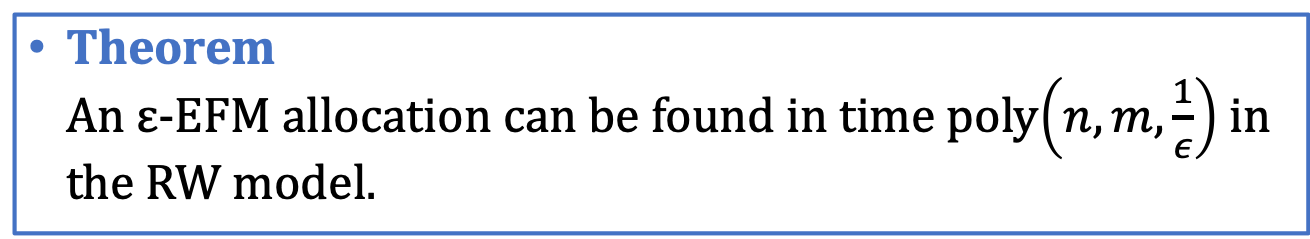 • Theorem
An ε-EFM allocation can be found in time poly(n, m, 1/ϵ) in
the RW model.